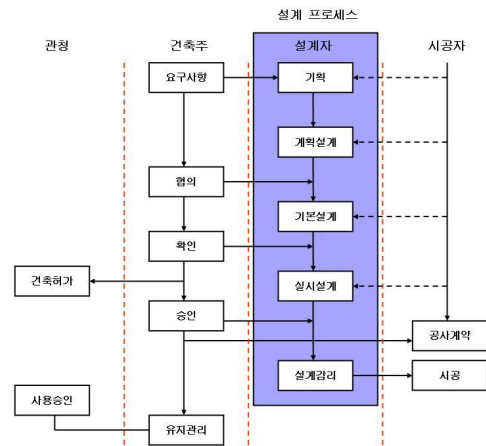 설계 프로세스
관청
건축주
설계자
시공자
요구사항
기획
계획설계
협의
기본설계
확인
건축허가
실시설계
승인
공사계약
설계감리
시공
사용승인
유지관리